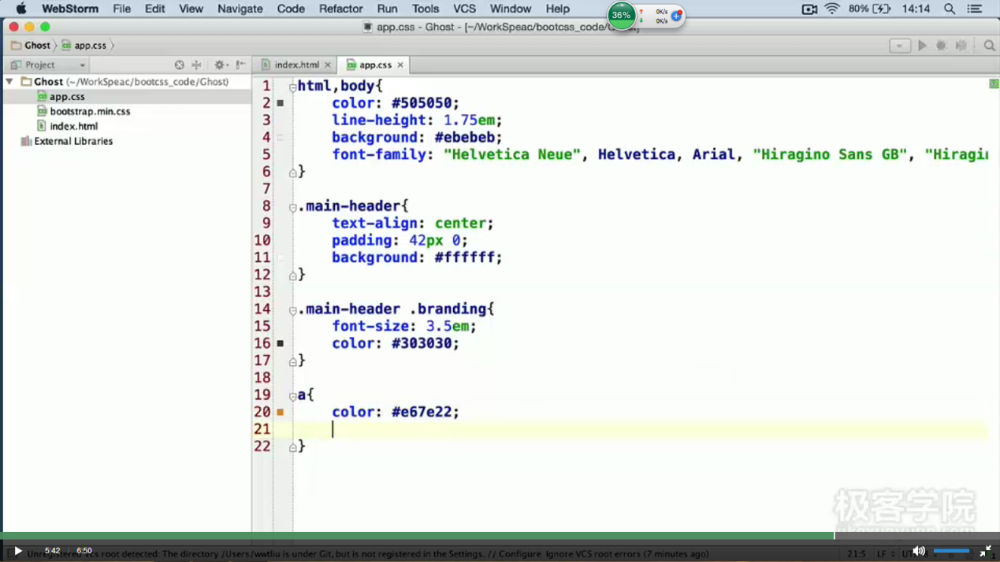 WebStorm File Edit View Navigate Code Refactor Run Tools VCS Window Help 36% 0K/s 0K/s 80% 14:14
app.css - Ghost - [~/WorkSpeac/bootcss_code/Ghost]
Ghost app.css
Project index.html app.css
Ghost (~/WorkSpeac/bootcss_code/Ghost)
app.css
bootstrap.min.css
index.html
External Libraries
1 html,body{
2 color: #505050;
3 line-height: 1.75em;
4 background: #ebebeb;
5 font-family: "Helvetica Neue", Helvetica, Arial, "Hiragino Sans GB", "Hiragin
6 }
7
8 .main-header{
9 text-align: center;
10 padding: 42px 0;
11 background: #ffffff;
12 }
13
14 .main-header .branding{
15 font-size: 3.5em;
16 color: #303030;
17 }
18
19 a{
20 color: #e67e22;
21
22 }
极客学院
5:42 6:50
Unregistered VCS root detected: The directory /Users/wwtliu is under Git, but is not registered in the Settings. // Configure Ignore VCS root errors (7 minutes ago) 21:5 LF